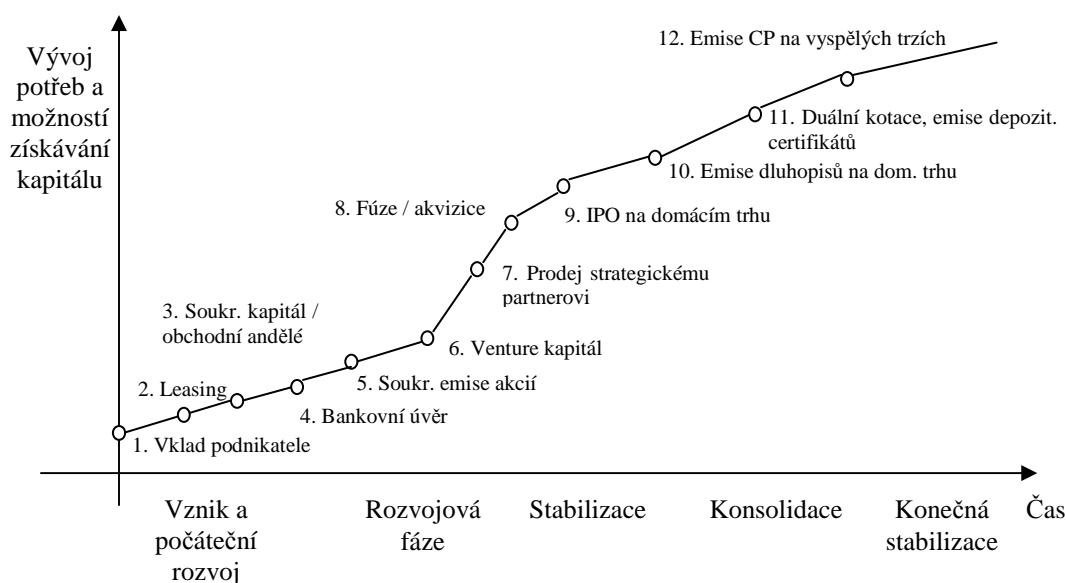 Vývoj
potřeb a
možností
získávání
kapitálu
12. Emise CP na vyspělých trzích
11. Duální kotace, emise depozit.
certifikátů
10. Emise dluhopisů na dom. trhu
8. Fúze / akvizice
9. IPO na domácím trhu
7. Prodej strategickému
partnerovi
3. Soukr. kapitál /
obchodní andělé
6. Venture kapitál
2. Leasing
5. Soukr. emise akcií
4. Bankovní úvěr
1. Vklad podnikatele
Vznik a
počáteční
rozvoj
Rozvojová
fáze
Stabilizace
Konsolidace
Konečná
stabilizace
Čas